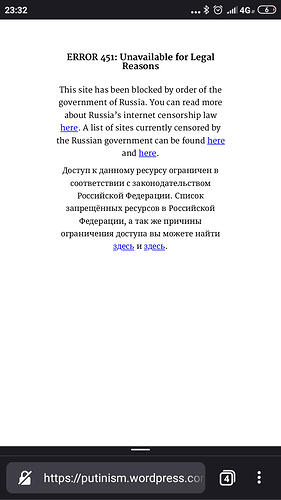 23:32
4G
6
ERROR 451: Unavailable for Legal
Reasons
This site has been blocked by order of the
government of Russia. You can read more
about Russia's internet censorship law
here. A list of sites currently censored by
the Russian government can be found here
and here.
Доступ к данному ресурсу ограничен в
соответствии с законодательством
Российской Федерации. Список
запрещённых ресурсов в Российской
Федерации, а так же причины
ограничения доступа вы можете найти
здесь и здесь.
https://putinism.wordpress.co
4